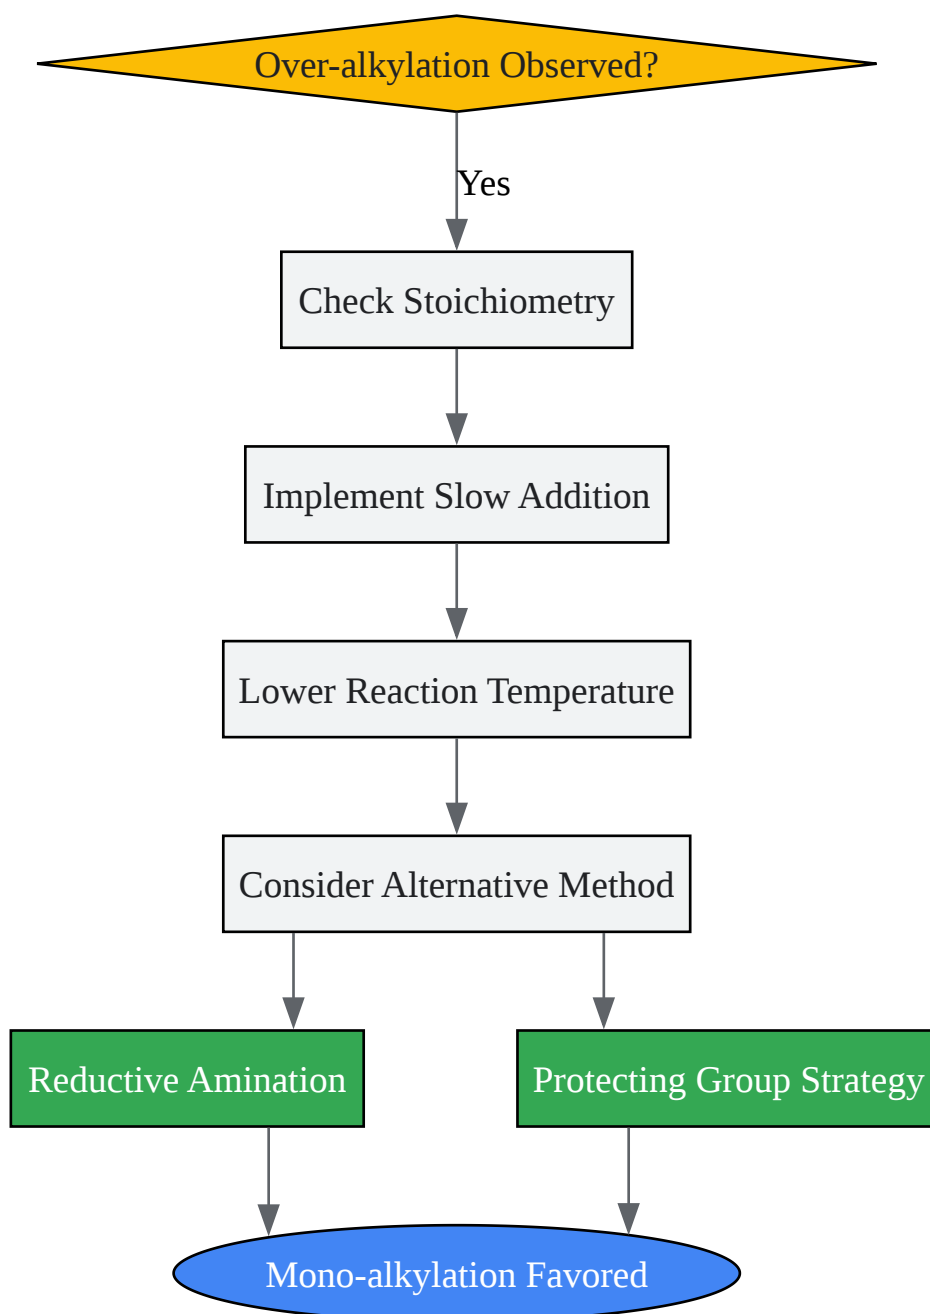 Over-alkylation Observed?
Yes
Check Stoichiometry
Implement Slow Addition
Lower Reaction Temperature
Consider Alternative Method
Reductive Amination
Protecting Group Strategy
Mono-alkylation Favored